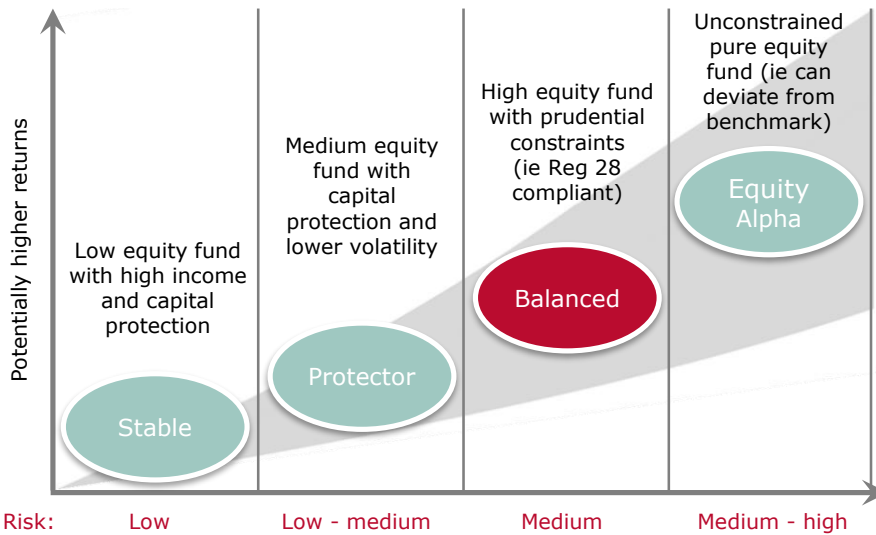 Potentially higher returns
Low equity fund
with high income
and capital
protection
Stable
Medium equity
fund with
capital
protection and
lower volatility
Protector
High equity fund
with prudential
constraints
(ie Reg 28
compliant)
Balanced
Unconstrained
pure equity
fund (ie can
deviate from
benchmark)
Equity
Alpha
Risk: Low Low - medium Medium Medium - high